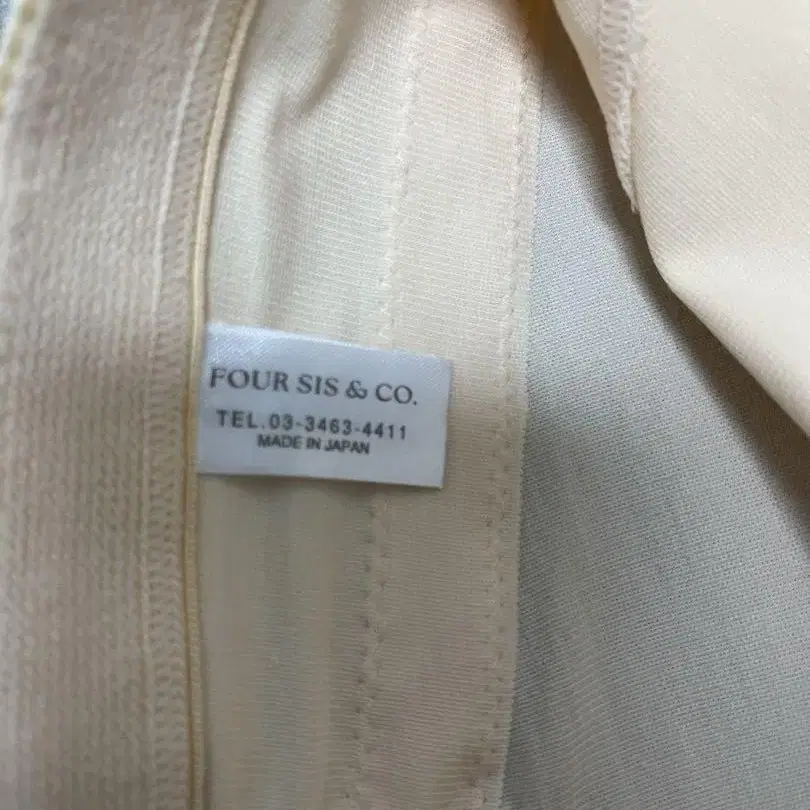 FOUR SIS & CO.
TEL.03-3463-4411
MADE IN JAPAN